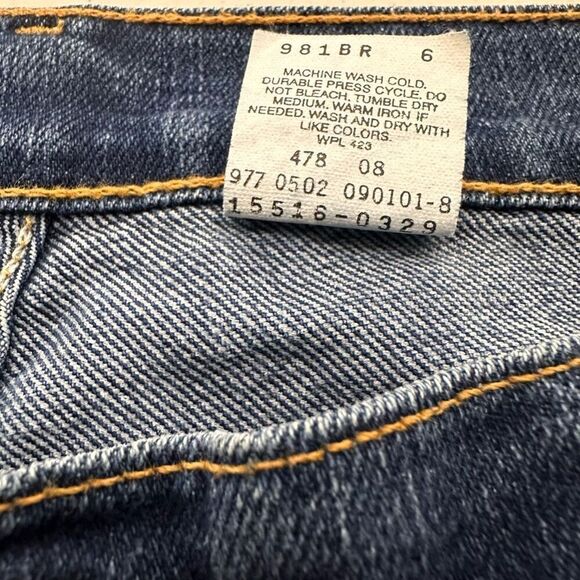 981BR 6
MACHINE WASH COLD.
DURABLE PRESS CYCLE. DO
NOT BLEACH. TUMBLE DRY
MEDIUM. WARM IRON IF
NEEDED. WASH AND DRY WITH
LIKE COLORS.
WPL 423
478 08
977 0502 090101-8
15516-0329